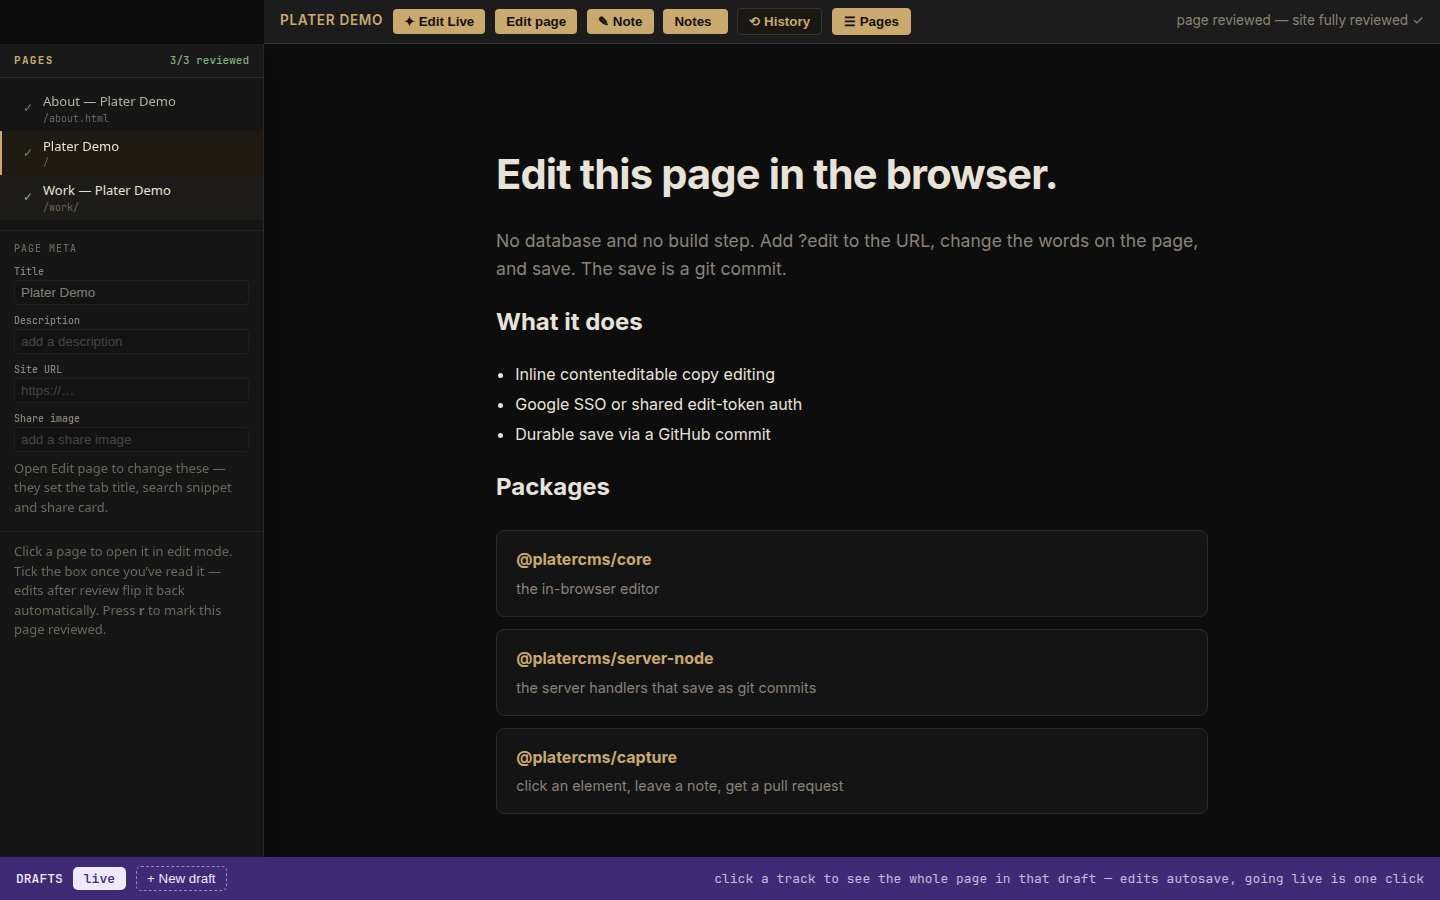 PLATER DEMO ✦ Edit Live Edit page ✎ Note Notes ⟲ History ☰ Pages page reviewed — site fully reviewed ✓
PAGES 3/3 reviewed
✓ About — Plater Demo
/about.html
✓ Plater Demo
/
✓ Work — Plater Demo
/work/
PAGE META
Title
Plater Demo
Description
add a description
Site URL
https://…
Share image
add a share image
Open Edit page to change these —
they set the tab title, search snippet
and share card.
Click a page to open it in edit mode.
Tick the box once you’ve read it —
edits after review flip it back
automatically. Press r to mark this
page reviewed.
Edit this page in the browser.
No database and no build step. Add ?edit to the URL, change the words on the page,
and save. The save is a git commit.
What it does
• Inline contenteditable copy editing
• Google SSO or shared edit-token auth
• Durable save via a GitHub commit
Packages
@platercms/core
the in-browser editor
@platercms/server-node
the server handlers that save as git commits
@platercms/capture
click an element, leave a note, get a pull request
DRAFTS live + New draft click a track to see the whole page in that draft — edits autosave, going live is one click